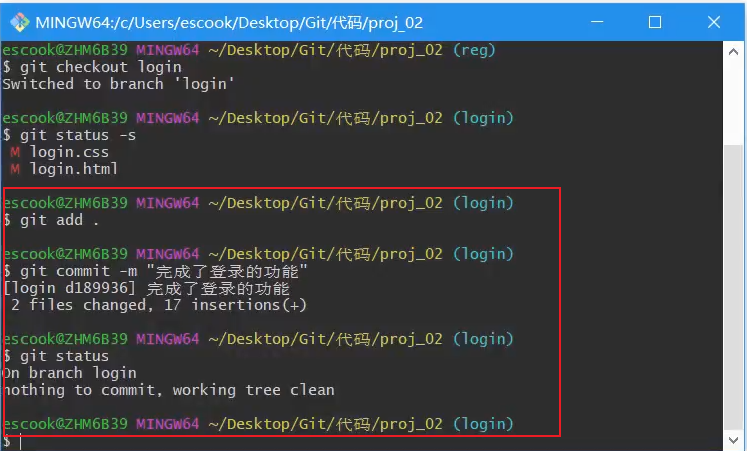 MINGW64:/c/Users/escook/Desktop/Git/代码/proj_02
escook@ZHM6B39 MINGW64 ~/Desktop/Git/代码/proj_02 (reg)
$ git checkout login
Switched to branch 'login'
escook@ZHM6B39 MINGW64 ~/Desktop/Git/代码/proj_02 (login)
$ git status -s
 M login.css
 M login.html
escook@ZHM6B39 MINGW64 ~/Desktop/Git/代码/proj_02 (login)
$ git add .
escook@ZHM6B39 MINGW64 ~/Desktop/Git/代码/proj_02 (login)
$ git commit -m "完成了登录的功能"
[login d189936] 完成了登录的功能
 2 files changed, 17 insertions(+)
escook@ZHM6B39 MINGW64 ~/Desktop/Git/代码/proj_02 (login)
$ git status
On branch login
nothing to commit, working tree clean
escook@ZHM6B39 MINGW64 ~/Desktop/Git/代码/proj_02 (login)
$